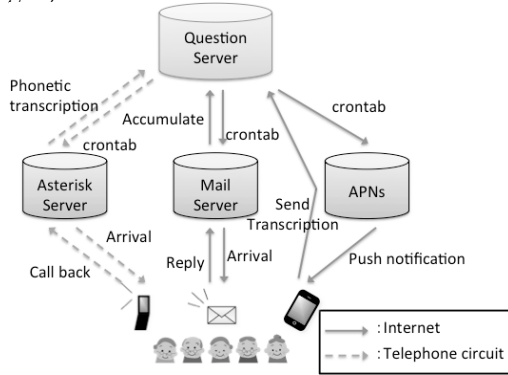 Question
Server
Phonetic
transcription
Accumulate
crontab
crontab
crontab
Asterisk
Server
Mail
Server
APNs
Send
Transcription
Arrival
Call back
Reply
Arrival
Push notification
: Internet
: Telephone circuit